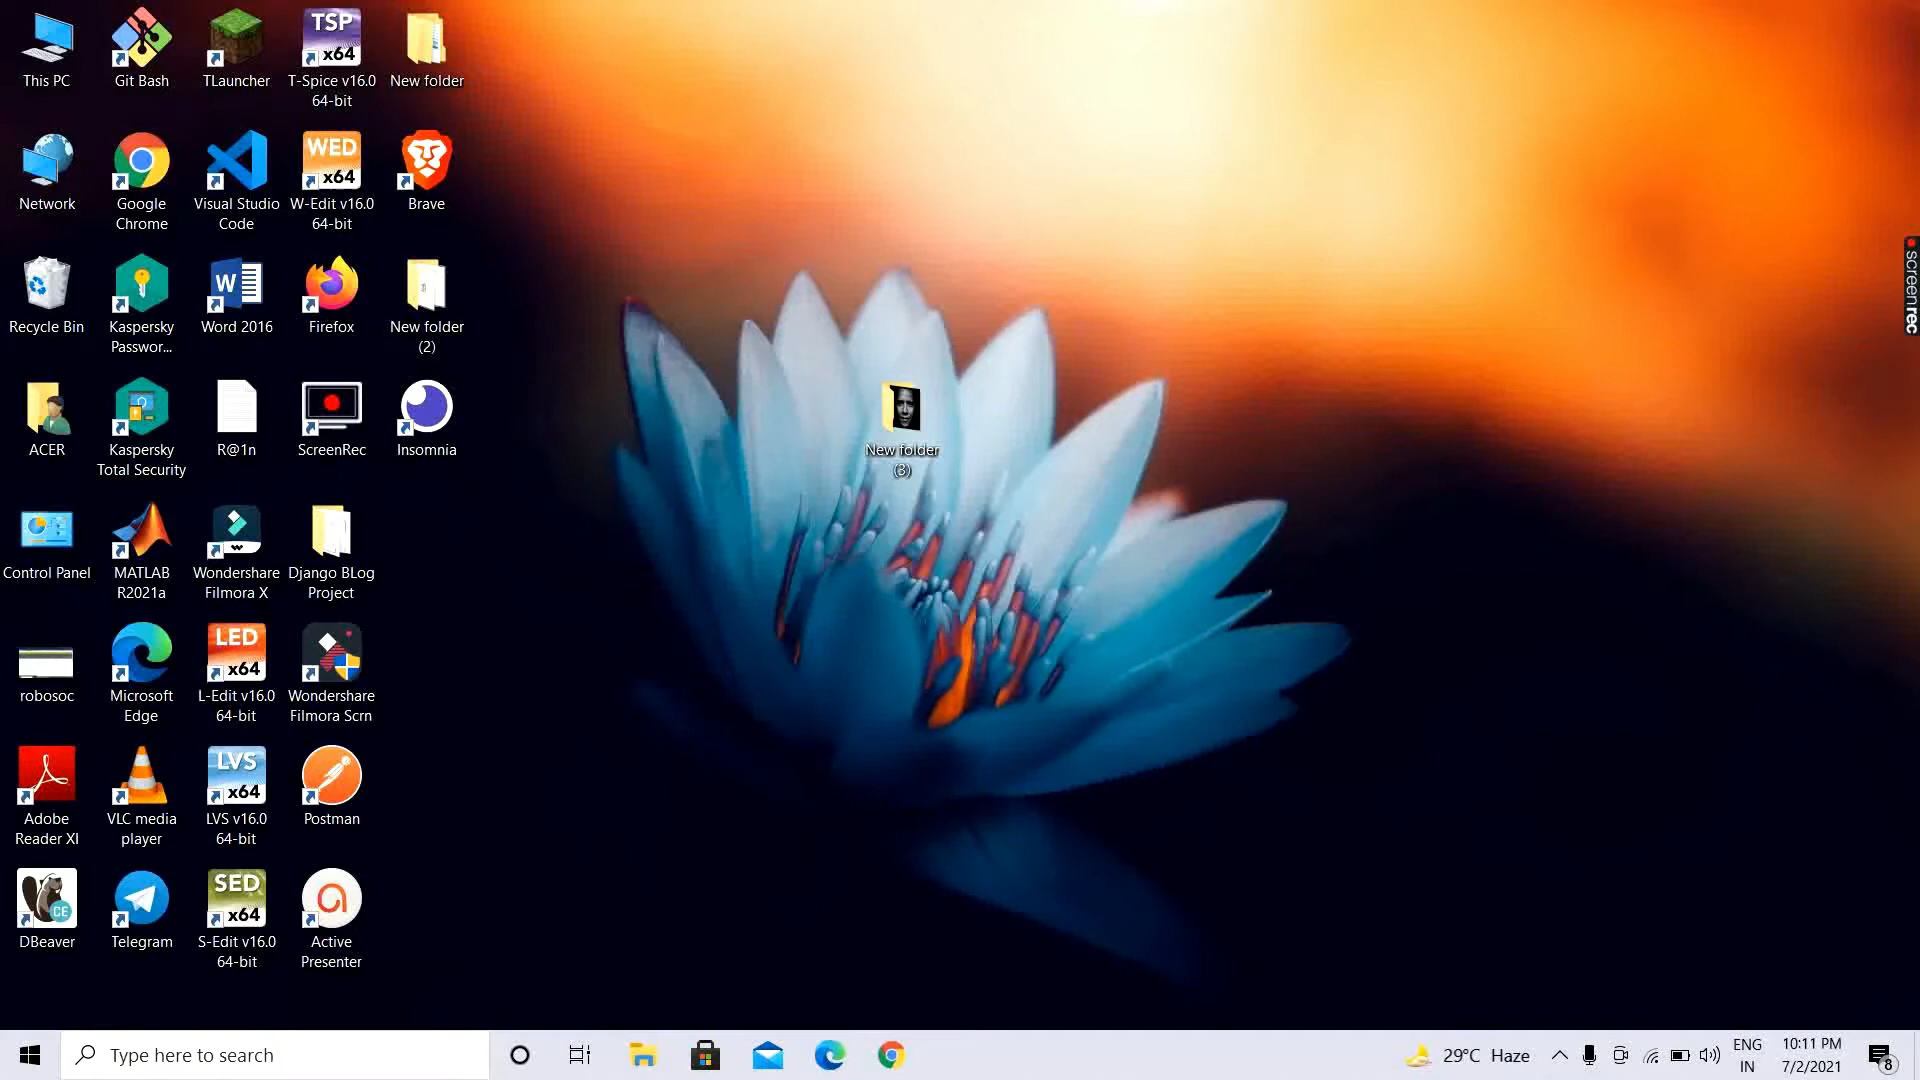 This PC
Git Bash
TLauncher
TSP
x64
T-Spice v16.0
64-bit
New folder
Network
Google
Chrome
Visual Studio
Code
WED
x64
W-Edit v16.0
64-bit
Brave
Recycle Bin
Kaspersky
Passwor...
W
Word 2016
Firefox
New folder
(2)
ACER
Kaspersky
Total Security
R@1n
ScreenRec
Insomnia
New folder
(3)
Control Panel
MATLAB
R2021a
Wondershare
Filmora X
Django BLog
Project
robosoc
Microsoft
Edge
LED
x64
L-Edit v16.0
64-bit
Wondershare
Filmora Scrn
Adobe
Reader XI
VLC media
player
LVS
x64
LVS v16.0
64-bit
Postman
CE
DBeaver
Telegram
SED
x64
S-Edit v16.0
64-bit
Active
Presenter
screenrec
Type here to search
29°C Haze
ENG
IN
10:11 PM
7/2/2021
8